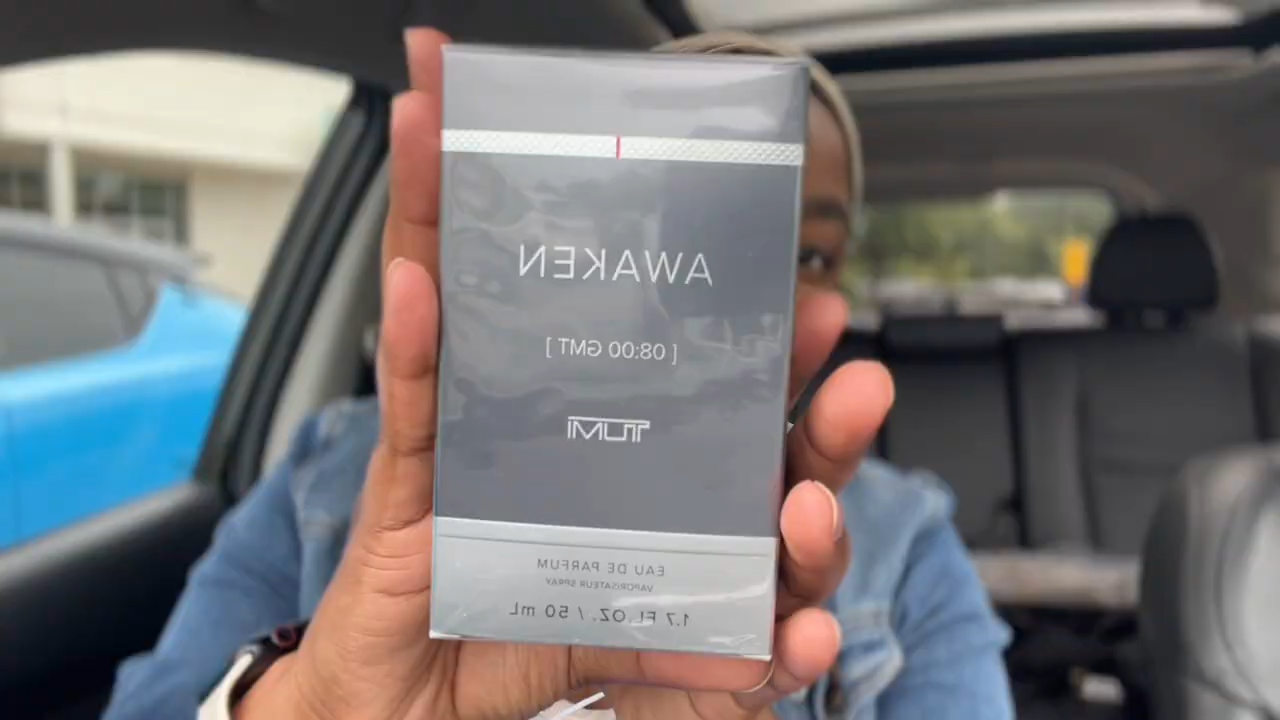 AWAKEN
[ 08:00 GMT ]
TUMI
EAU DE PARFUM
VAPORISATEUR SPRAY
1.7 FL.OZ. / 50 mL